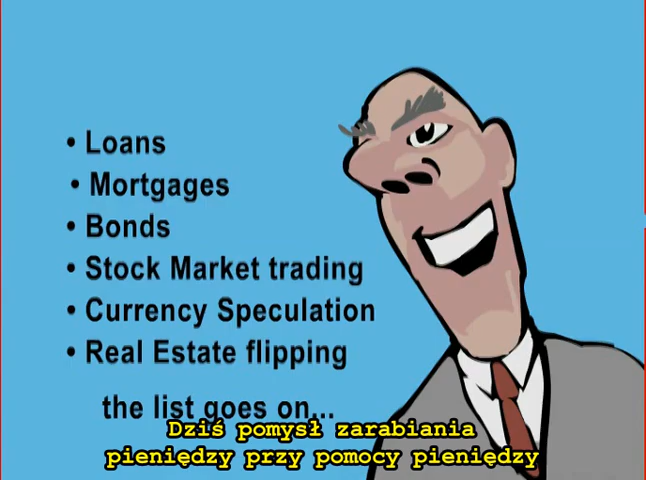 • Loans
• Mortgages
• Bonds
• Stock Market trading
• Currency Speculation
• Real Estate flipping
the list goes on...
Dziś pomysł zarabiania
pieniędzy przy pomocy pieniędzy